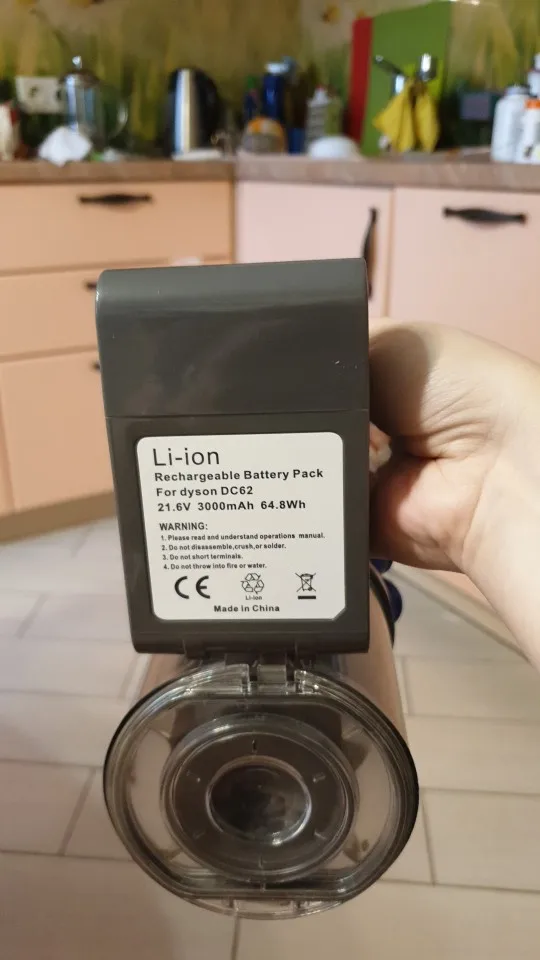 Li-ion
Rechargeable Battery Pack
For dyson DC62
21.6V 3000mAh 64.8Wh
WARNING:
1. Please read and understand operations manual.
2. Do not disassemble,crush,or solder.
3. Do not short terminals.
4. Do not throw into fire or water.
CE
Li-ion
Made in China